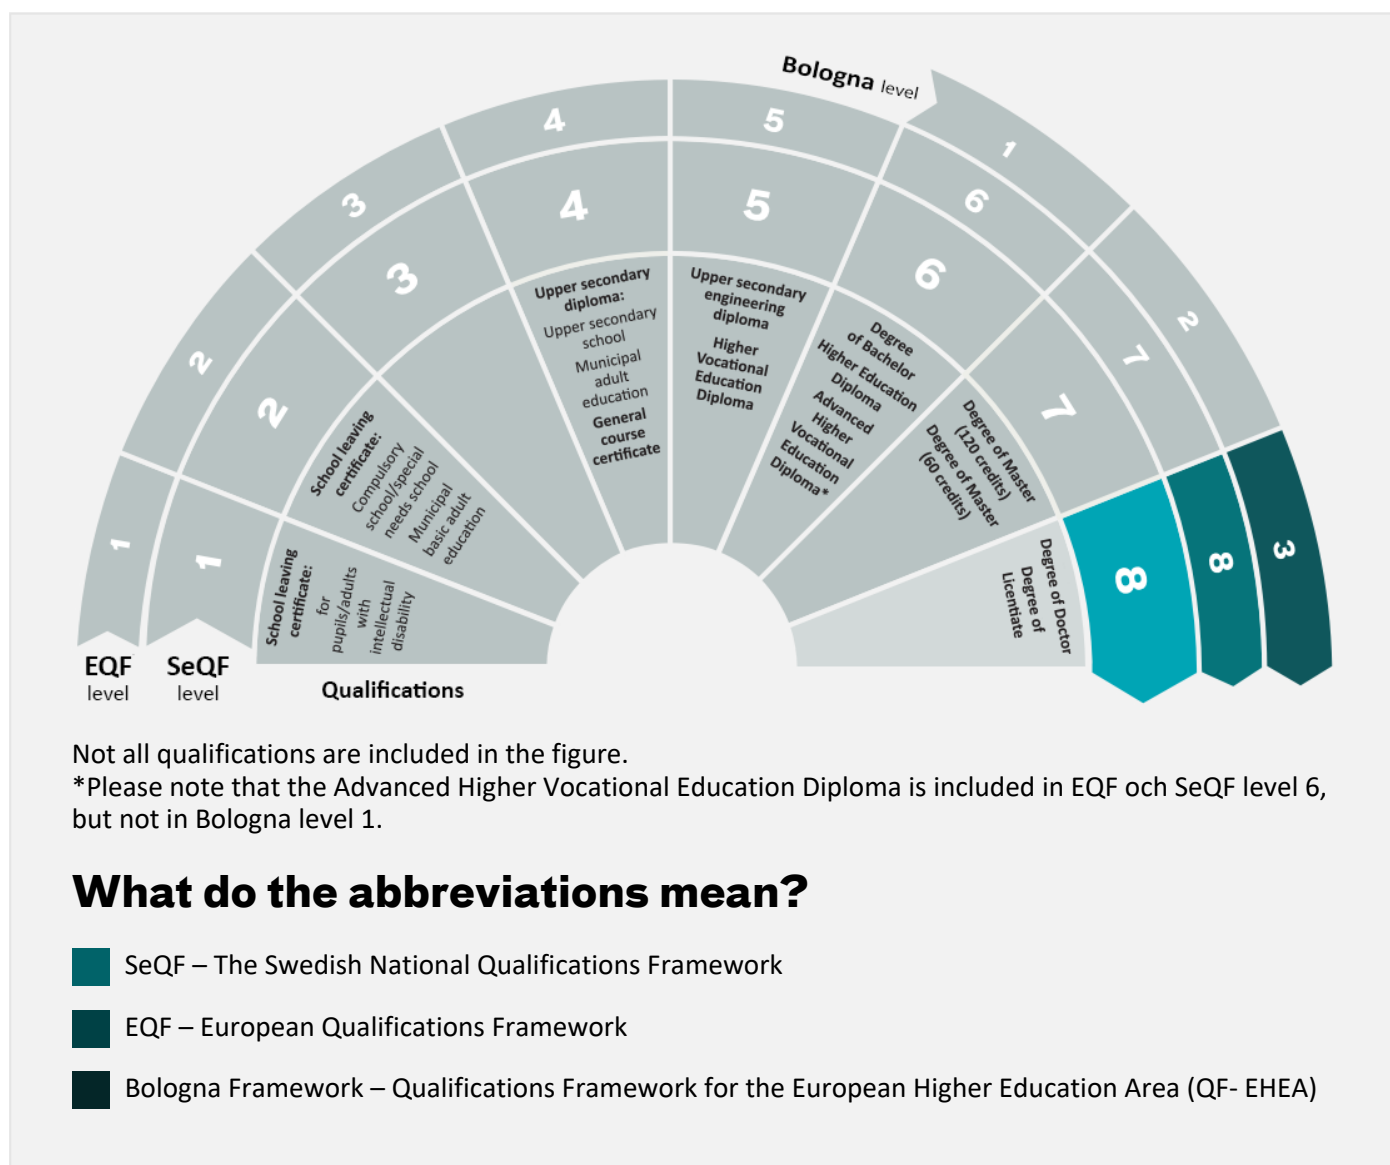 Bologna level
1
2
3
4
5
6
7
8
1
2
3
4
5
6
7
8
1
2
3
EQF
level
SeQF
level
Qualifications
School leaving
certificate:
for
pupils/adults
with
intellectual
disability
School leaving
certificate:
Compulsory
school/special
needs school
Municipal
basic adult
education
Upper secondary
diploma:
Upper secondary
school
Municipal
adult
education
General
course
certificate
Upper secondary
engineering
diploma
Higher
Vocational
Education
Diploma
Degree
of Bachelor
Higher Education
Diploma
Advanced
Higher
Vocational
Education
Diploma*
Degree of Master
(120 credits)
Degree of Master
(60 credits)
Degree of Doctor
Degree of
Licentiate
Not all qualifications are included in the figure.
*Please note that the Advanced Higher Vocational Education Diploma is included in EQF och SeQF level 6,
but not in Bologna level 1.
What do the abbreviations mean?
SeQF – The Swedish National Qualifications Framework
EQF – European Qualifications Framework
Bologna Framework – Qualifications Framework for the European Higher Education Area (QF- EHEA)